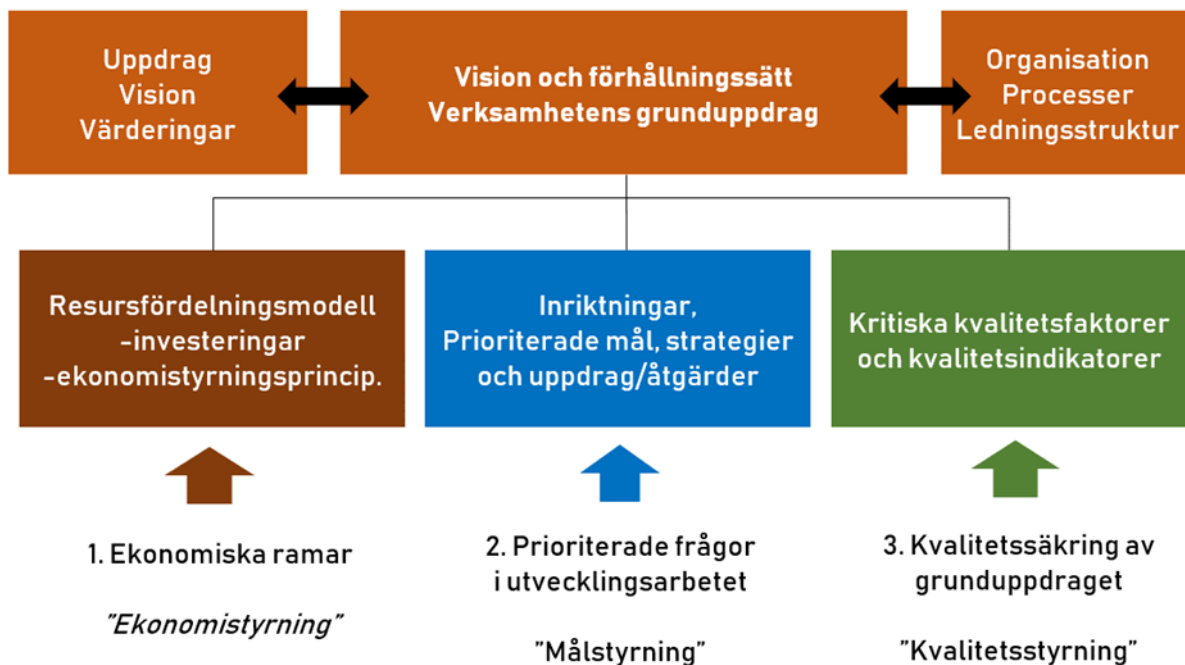 Uppdrag
Vision
Värderingar
Vision och förhållningssätt
Verksamhetens grunduppdrag
Organisation
Processer
Ledningsstruktur
Resursfördelningsmodell
-investeringar
-ekonomistyrningsprincip.
Inriktningar,
Prioriterade mål, strategier
och uppdrag/åtgärder
Kritiska kvalitetsfaktorer
och kvalitetsindikatorer
1. Ekonomiska ramar
”Ekonomistyrning”
2. Prioriterade frågor
i utvecklingsarbetet
”Målstyrning”
3. Kvalitetssäkring av
grunduppdraget
”Kvalitetsstyrning”